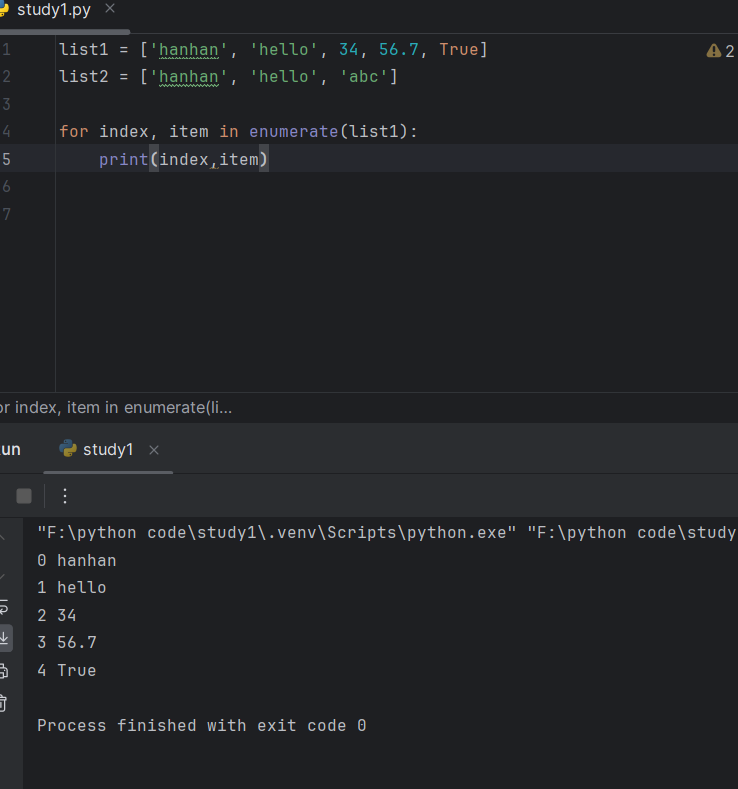 study1.py
1 list1 = ['hanhan', 'hello', 34, 56.7, True]
2
2 list2 = ['hanhan', 'hello', 'abc']
3
4 for index, item in enumerate(list1):
5 print(index,item)
6
7
or index, item in enumerate(li...
un
study1
"F:\python code\study1\.venv\Scripts\python.exe" "F:\python code\study
0 hanhan
1 hello
2 34
3 56.7
4 True
Process finished with exit code 0